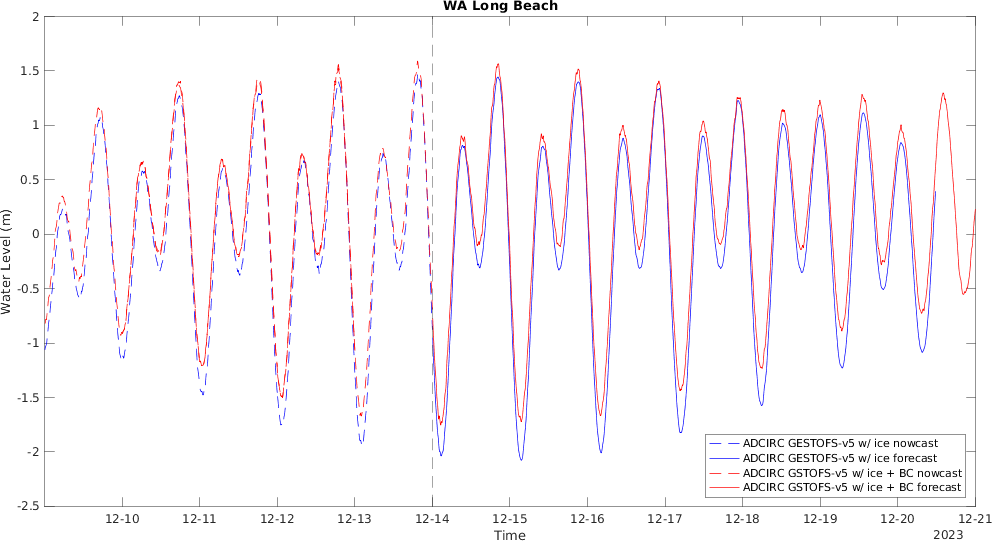 WA Long Beach
2
1.5
1
0.5
0
-0.5
-1
-1.5
-2
-2.5
Water Level (m)
12-10 12-11 12-12 12-13 12-14 12-15 12-16 12-17 12-18 12-19 12-20 12-21
Time
2023
ADCIRC GESTOFS-v5 w/ ice nowcast
ADCIRC GESTOFS-v5 w/ ice forecast
ADCIRC GSTOFS-v5 w/ ice + BC nowcast
ADCIRC GSTOFS-v5 w/ ice + BC forecast